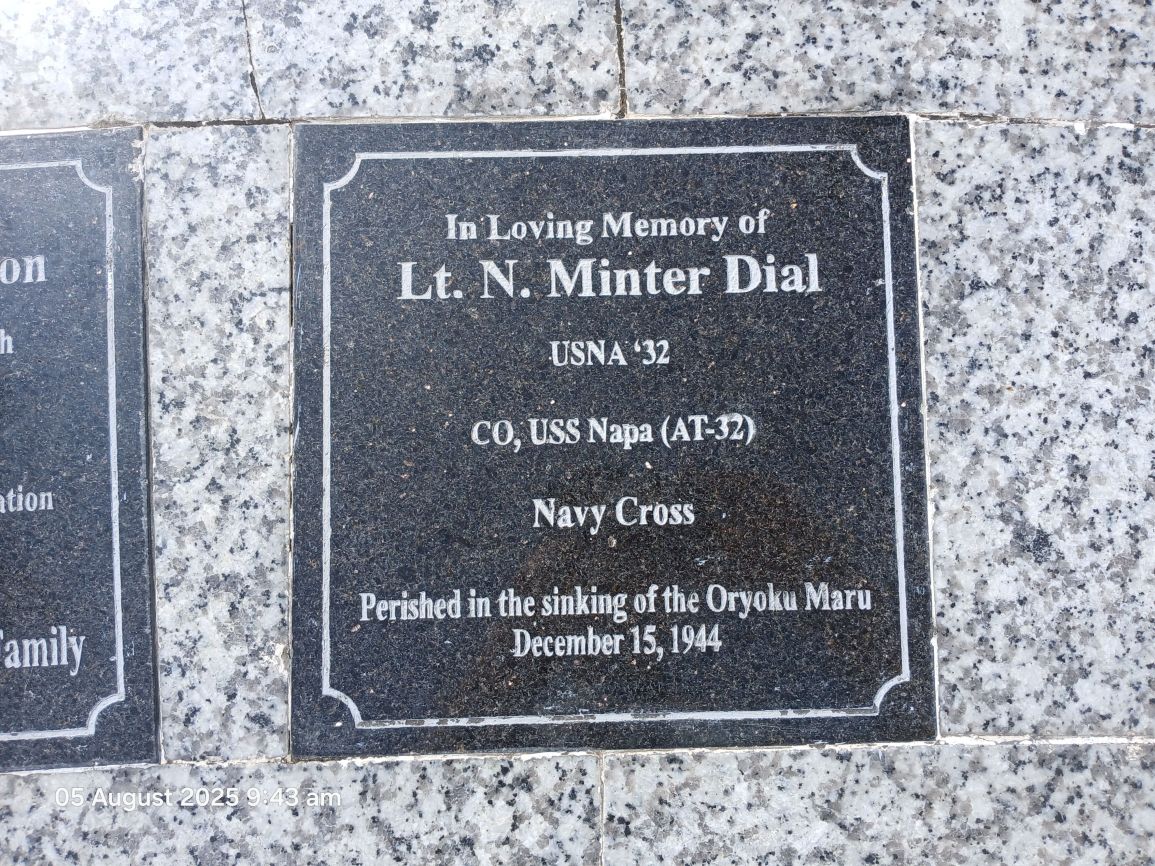 on
h
ation
Family
In Loving Memory of
Lt. N. Minter Dial
USNA ‘32
CO, USS Napa (AT-32)
Navy Cross
Perished in the sinking of the Oryoku Maru
December 15, 1944
05 August 2025 9:43 am